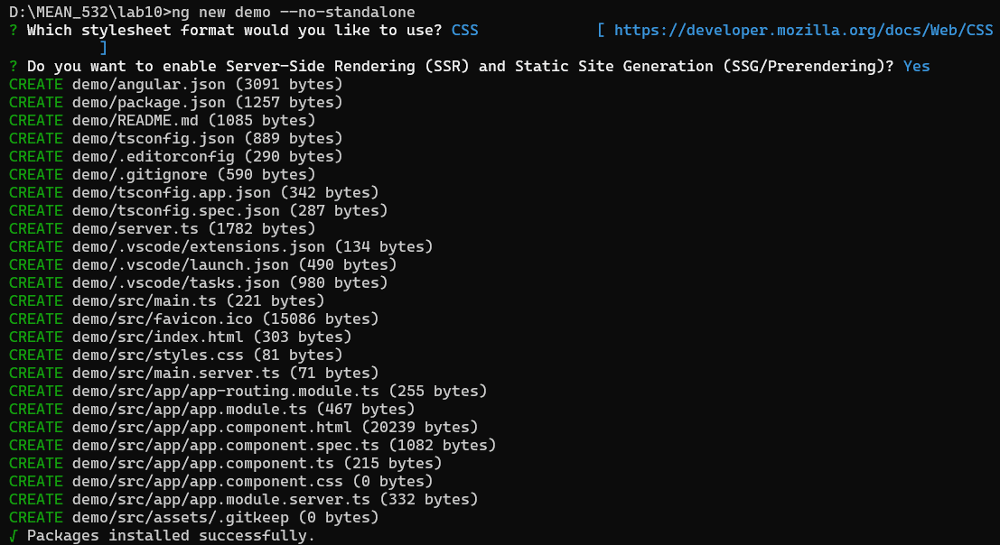 D:\MEAN_532\lab10>ng new demo --no-standalone
? Which stylesheet format would you like to use? CSS             [ https://developer.mozilla.org/docs/Web/CSS
          ]
? Do you want to enable Server-Side Rendering (SSR) and Static Site Generation (SSG/Prerendering)? Yes
CREATE demo/angular.json (3091 bytes)
CREATE demo/package.json (1257 bytes)
CREATE demo/README.md (1085 bytes)
CREATE demo/tsconfig.json (889 bytes)
CREATE demo/.editorconfig (290 bytes)
CREATE demo/.gitignore (590 bytes)
CREATE demo/tsconfig.app.json (342 bytes)
CREATE demo/tsconfig.spec.json (287 bytes)
CREATE demo/server.ts (1782 bytes)
CREATE demo/.vscode/extensions.json (134 bytes)
CREATE demo/.vscode/launch.json (490 bytes)
CREATE demo/.vscode/tasks.json (980 bytes)
CREATE demo/src/main.ts (221 bytes)
CREATE demo/src/favicon.ico (15086 bytes)
CREATE demo/src/index.html (303 bytes)
CREATE demo/src/styles.css (81 bytes)
CREATE demo/src/main.server.ts (71 bytes)
CREATE demo/src/app/app-routing.module.ts (255 bytes)
CREATE demo/src/app/app.module.ts (467 bytes)
CREATE demo/src/app/app.component.html (20239 bytes)
CREATE demo/src/app/app.component.spec.ts (1082 bytes)
CREATE demo/src/app/app.component.ts (215 bytes)
CREATE demo/src/app/app.component.css (0 bytes)
CREATE demo/src/app/app.module.server.ts (332 bytes)
CREATE demo/src/assets/.gitkeep (0 bytes)
√ Packages installed successfully.